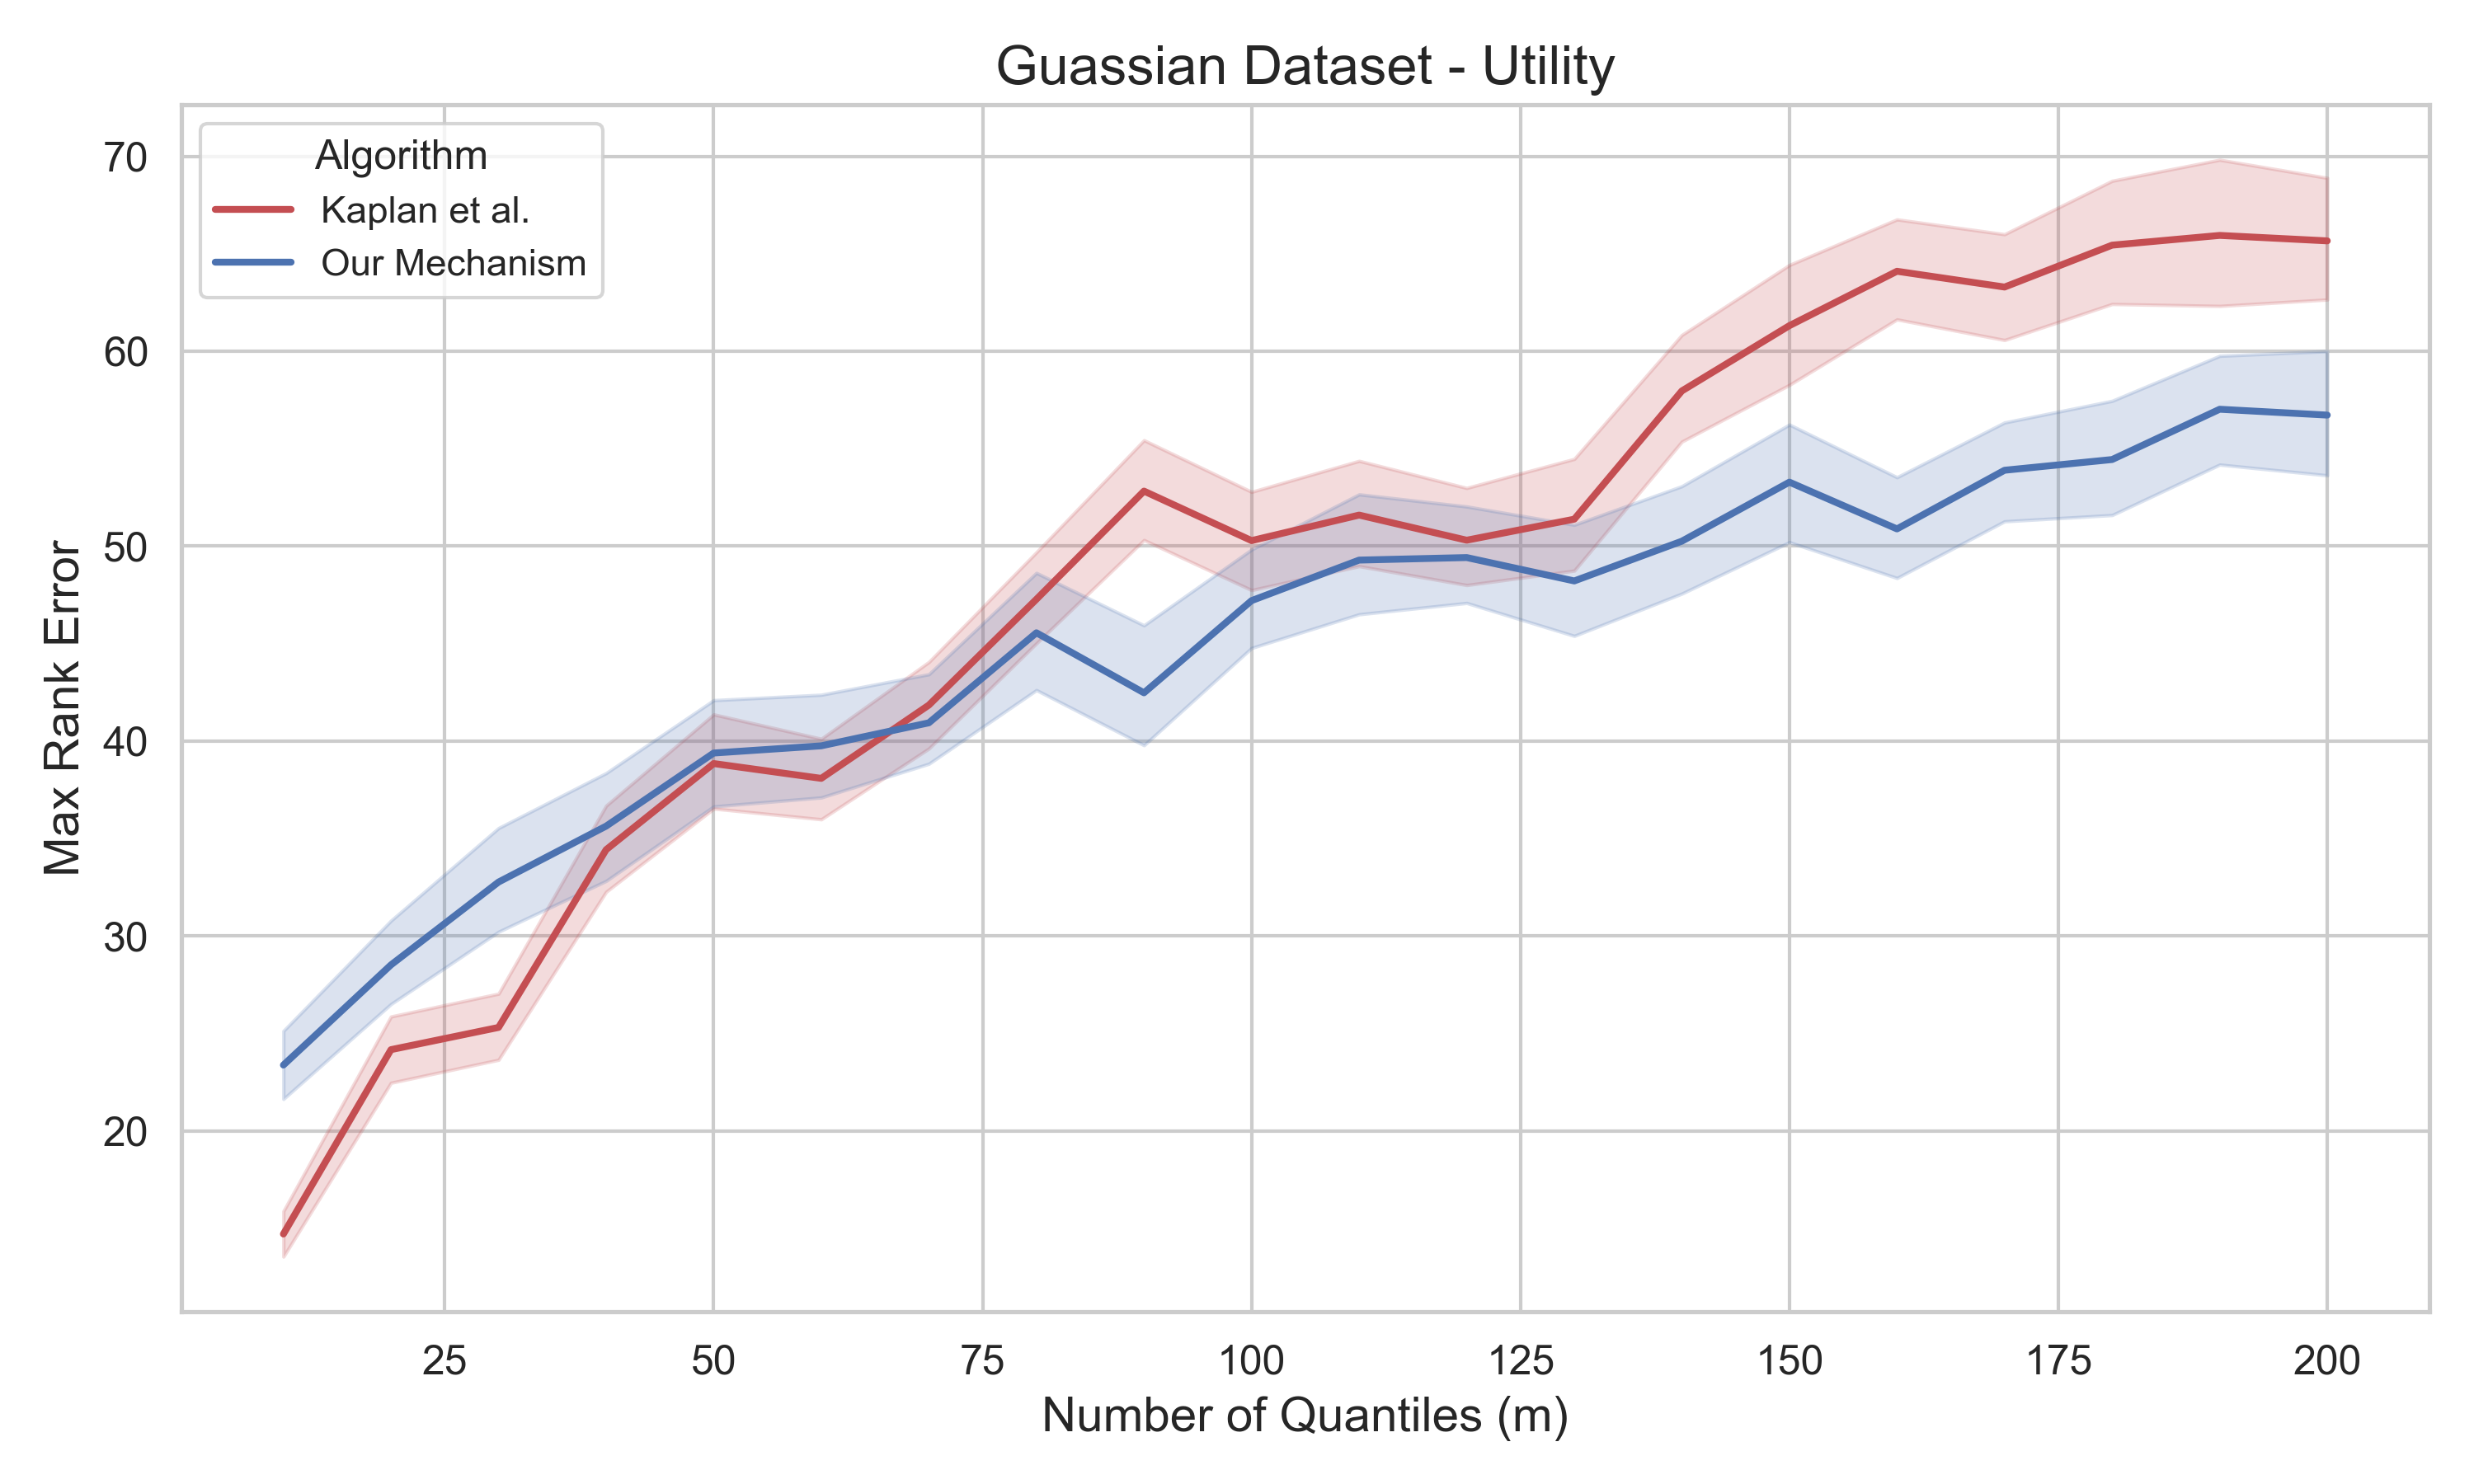 Guassian Dataset - Utility
Algorithm
Kaplan et al.
Our Mechanism
Max Rank Error
70
60
50
40
30
20
25 50 75 100 125 150 175 200
Number of Quantiles (m)